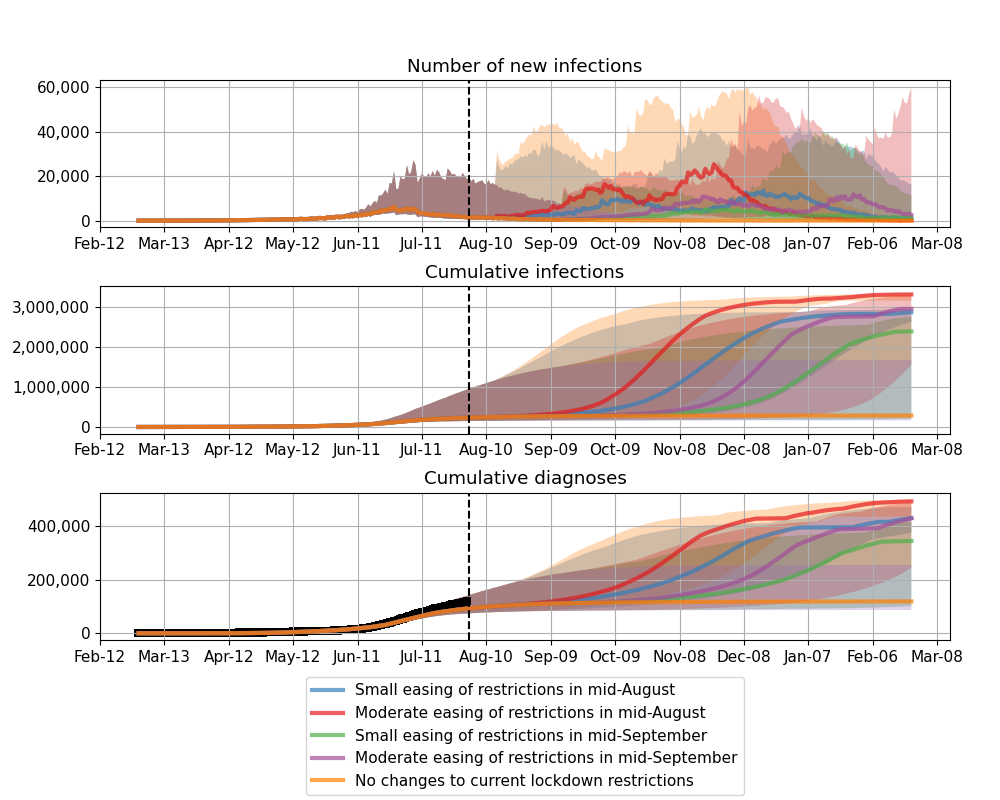 Number of new infections
60,000
40,000
20,000
0
Feb-12 Mar-13 Apr-12 May-12 Jun-11 Jul-11 Aug-10 Sep-09 Oct-09 Nov-08 Dec-08 Jan-07 Feb-06 Mar-08
Cumulative infections
3,000,000
2,000,000
1,000,000
0
Feb-12 Mar-13 Apr-12 May-12 Jun-11 Jul-11 Aug-10 Sep-09 Oct-09 Nov-08 Dec-08 Jan-07 Feb-06 Mar-08
Cumulative diagnoses
400,000
200,000
0
Feb-12 Mar-13 Apr-12 May-12 Jun-11 Jul-11 Aug-10 Sep-09 Oct-09 Nov-08 Dec-08 Jan-07 Feb-06 Mar-08
Small easing of restrictions in mid-August
Moderate easing of restrictions in mid-August
Small easing of restrictions in mid-September
Moderate easing of restrictions in mid-September
No changes to current lockdown restrictions